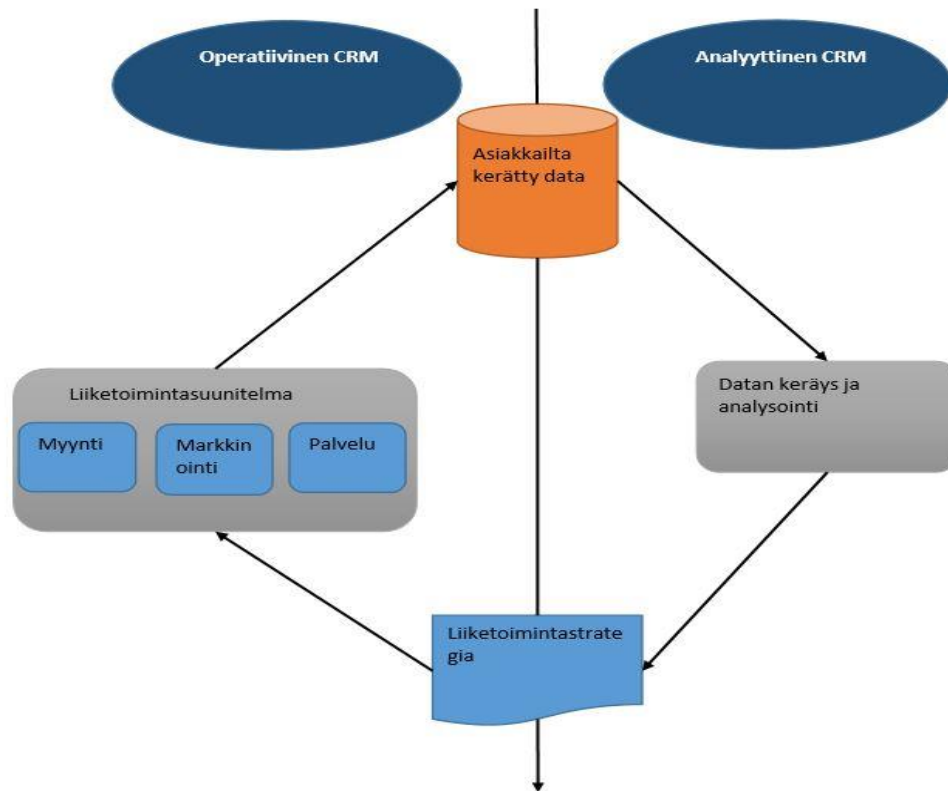 Operatiivinen CRM
Analyyttinen CRM
Asiakkailta
kerätty data
Liiketoimintasuunitelma
Myynti
Markkin
ointi
Palvelu
Datan keräys ja
analysointi
Liiketoimintastrate
gia